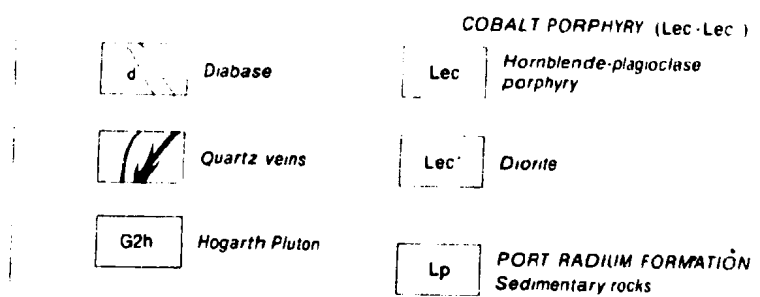 COBALT PORPHYRY (Lec-Lec )
d Diabase
Quartz veins
G2h Hogarth Pluton
Lec Hornblende-plagioclase
porphyry
Lec' Diorite
Lp PORT RADIUM FORMATION
Sedimentary rocks